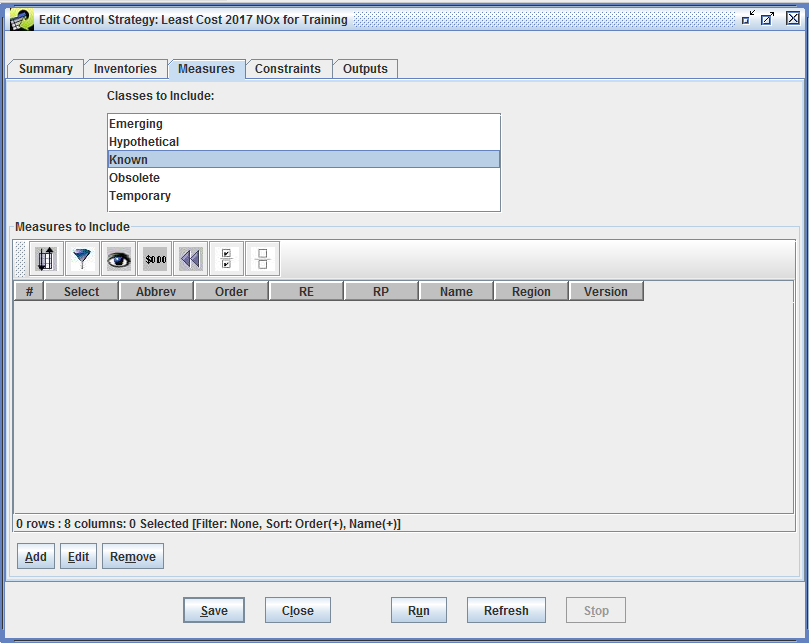 Edit Control Strategy: Least Cost 2017 NOx for Training
Summary Inventories Measures Constraints Outputs
Classes to Include:
Emerging
Hypothetical
Known
Obsolete
Temporary
Measures to Include
$0.00
# Select Abbrev Order RE RP Name Region Version
0 rows : 8 columns: 0 Selected [Filter: None, Sort: Order(+), Name(+)]
Add Edit Remove
Save Close Run Refresh Stop